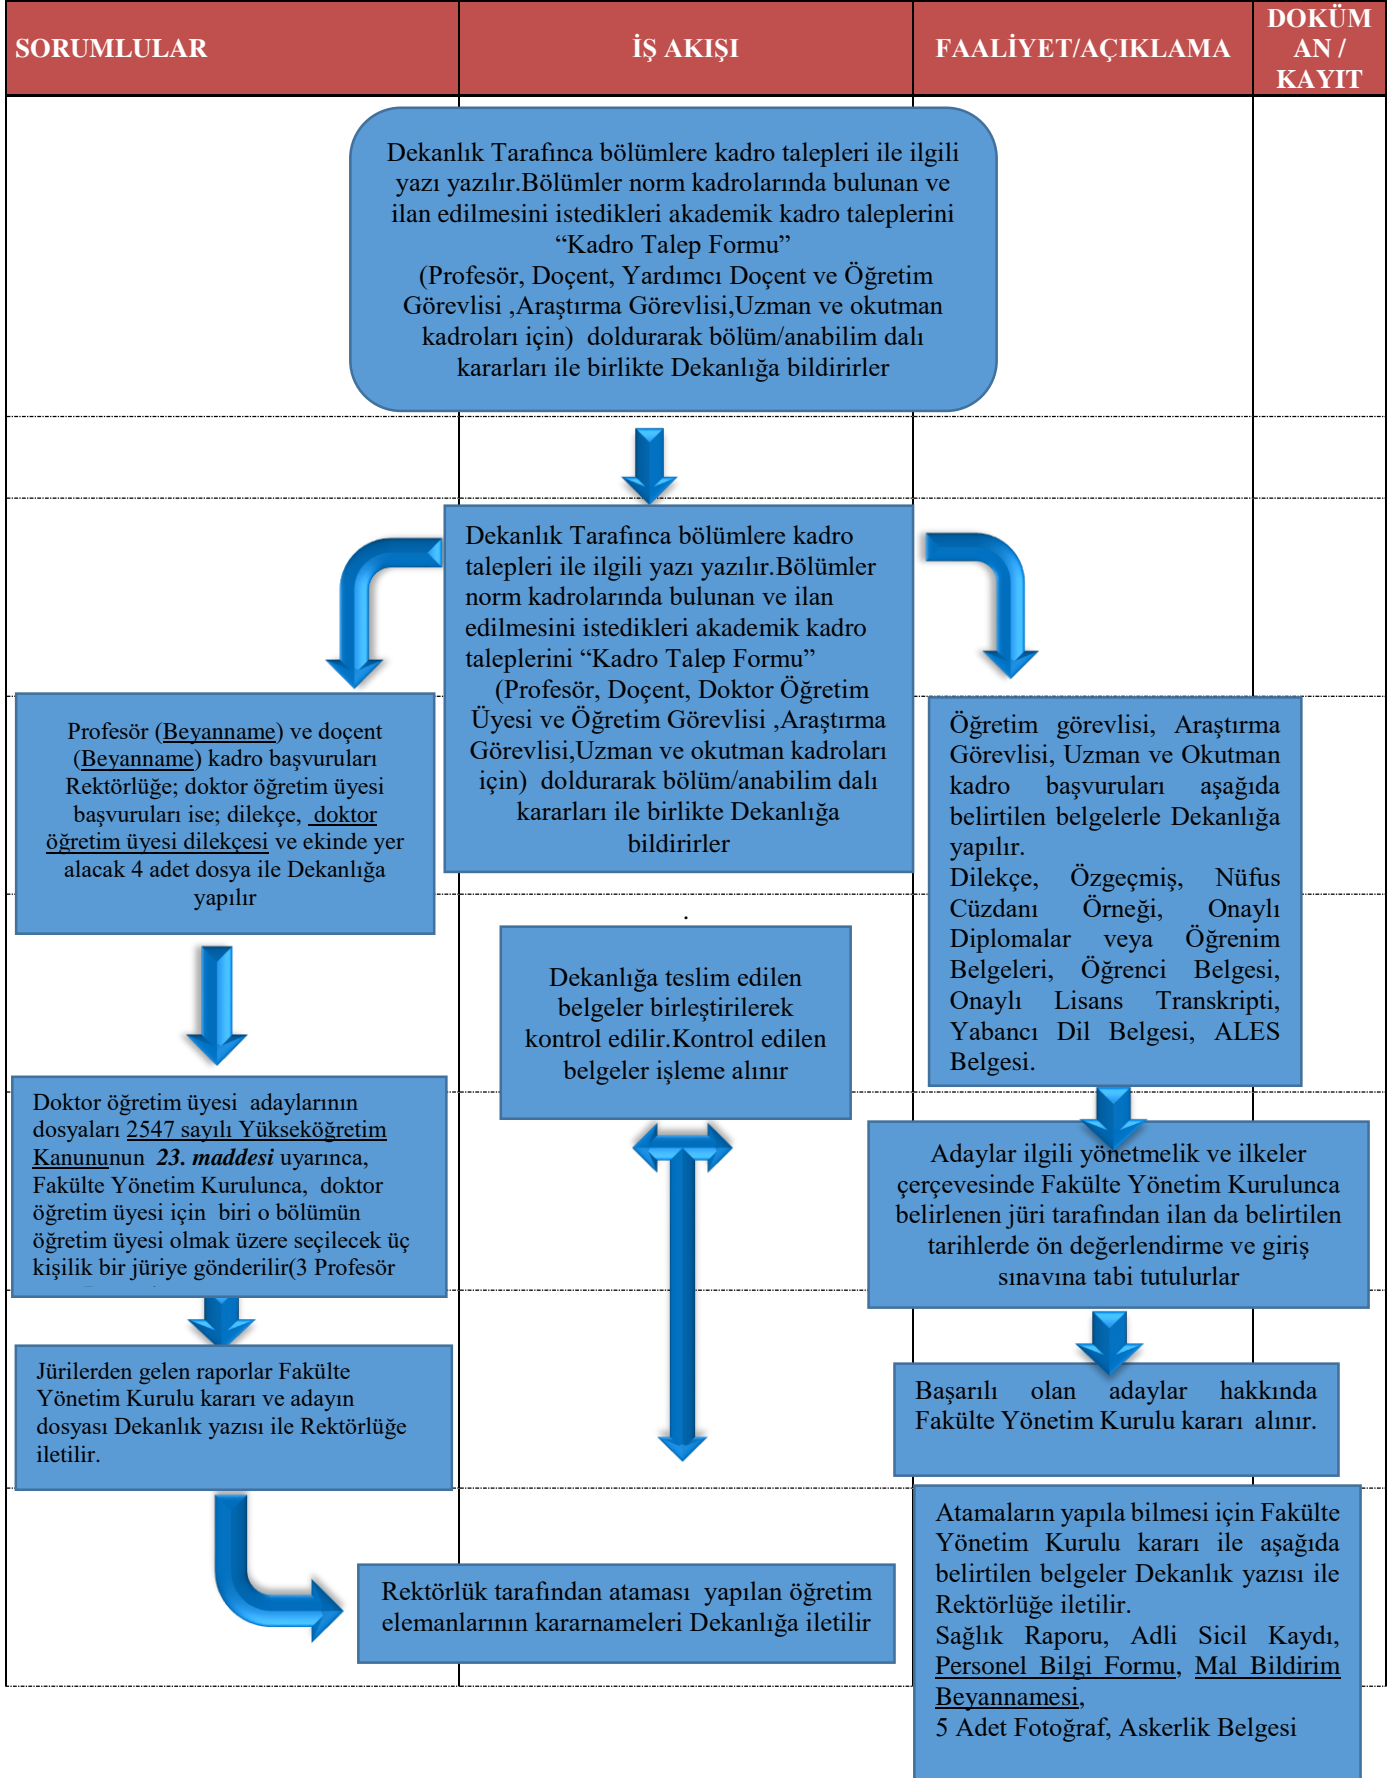 SORUMLULAR
İŞ AKIŞI
FAALİYET/AÇIKLAMA
DOKÜM
AN /
KAYIT
Dekanlık Tarafınca bölümlere kadro talepleri ile ilgili
yazı yazılır.Bölümler norm kadrolarında bulunan ve
ilan edilmesini istedikleri akademik kadro taleplerini
“Kadro Talep Formu”
(Profesör, Doçent, Yardımcı Doçent ve Öğretim
Görevlisi ,Araştırma Görevlisi,Uzman ve okutman
kadroları için) doldurarak bölüm/anabilim dalı
kararları ile birlikte Dekanlığa bildirirler
Dekanlık Tarafınca bölümlere kadro
talepleri ile ilgili yazı yazılır.Bölümler
norm kadrolarında bulunan ve ilan
edilmesini istedikleri akademik kadro
taleplerini “Kadro Talep Formu”
(Profesör, Doçent, Doktor Öğretim
Üyesi ve Öğretim Görevlisi ,Araştırma
Görevlisi,Uzman ve okutman kadroları
için) doldurarak bölüm/anabilim dalı
kararları ile birlikte Dekanlığa
bildirirler
Profesör (Beyanname) ve doçent
(Beyanname) kadro başvuruları
Rektörlüğe; doktor öğretim üyesi
başvuruları ise; dilekçe, doktor
öğretim üyesi dilekçesi ve ekinde yer
alacak 4 adet dosya ile Dekanlığa
yapılır
Öğretim görevlisi, Araştırma
Görevlisi, Uzman ve Okutman
kadro başvuruları aşağıda
belirtilen belgelerle Dekanlığa
yapılır.
Dilekçe, Özgeçmiş, Nüfus
Cüzdanı Örneği, Onaylı
Diplomalar veya Öğrenim
Belgeleri, Öğrenci Belgesi,
Onaylı Lisans Transkripti,
Yabancı Dil Belgesi, ALES
Belgesi.
.
Dekanlığa teslim edilen
belgeler birleştirilerek
kontrol edilir.Kontrol edilen
belgeler işleme alınır
Doktor öğretim üyesi adaylarının
dosyaları 2547 sayılı Yükseköğretim
Kanununun 23. maddesi uyarınca,
Fakülte Yönetim Kurulunca, doktor
öğretim üyesi için biri o bölümün
öğretim üyesi olmak üzere seçilecek üç
kişilik bir jüriye gönderilir(3 Profesör
Adaylar ilgili yönetmelik ve ilkeler
çerçevesinde Fakülte Yönetim Kurulunca
belirlenen jüri tarafından ilan da belirtilen
tarihlerde ön değerlendirme ve giriş
sınavına tabi tutulurlar
Jürilerden gelen raporlar Fakülte
Yönetim Kurulu kararı ve adayın
dosyası Dekanlık yazısı ile Rektörlüğe
iletilir.
Başarılı olan adaylar hakkında
Fakülte Yönetim Kurulu kararı alınır.
Rektörlük tarafından ataması yapılan öğretim
elemanlarının kararnameleri Dekanlığa iletilir
Atamaların yapıla bilmesi için Fakülte
Yönetim Kurulu kararı ile aşağıda
belirtilen belgeler Dekanlık yazısı ile
Rektörlüğe iletilir.
Sağlık Raporu, Adli Sicil Kaydı,
Personel Bilgi Formu, Mal Bildirim
Beyannamesi,
5 Adet Fotoğraf, Askerlik Belgesi